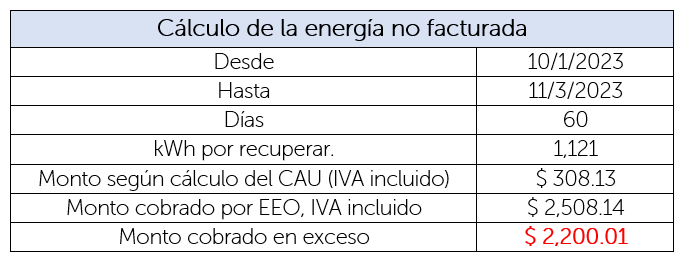 Cálculo de la energía no facturada
Desde 10/1/2023
Hasta 11/3/2023
Días 60
kWh por recuperar. 1,121
Monto según cálculo del CAU (IVA incluido) $ 308.13
Monto cobrado por EEO, IVA incluido $ 2,508.14
Monto cobrado en exceso $ 2,200.01